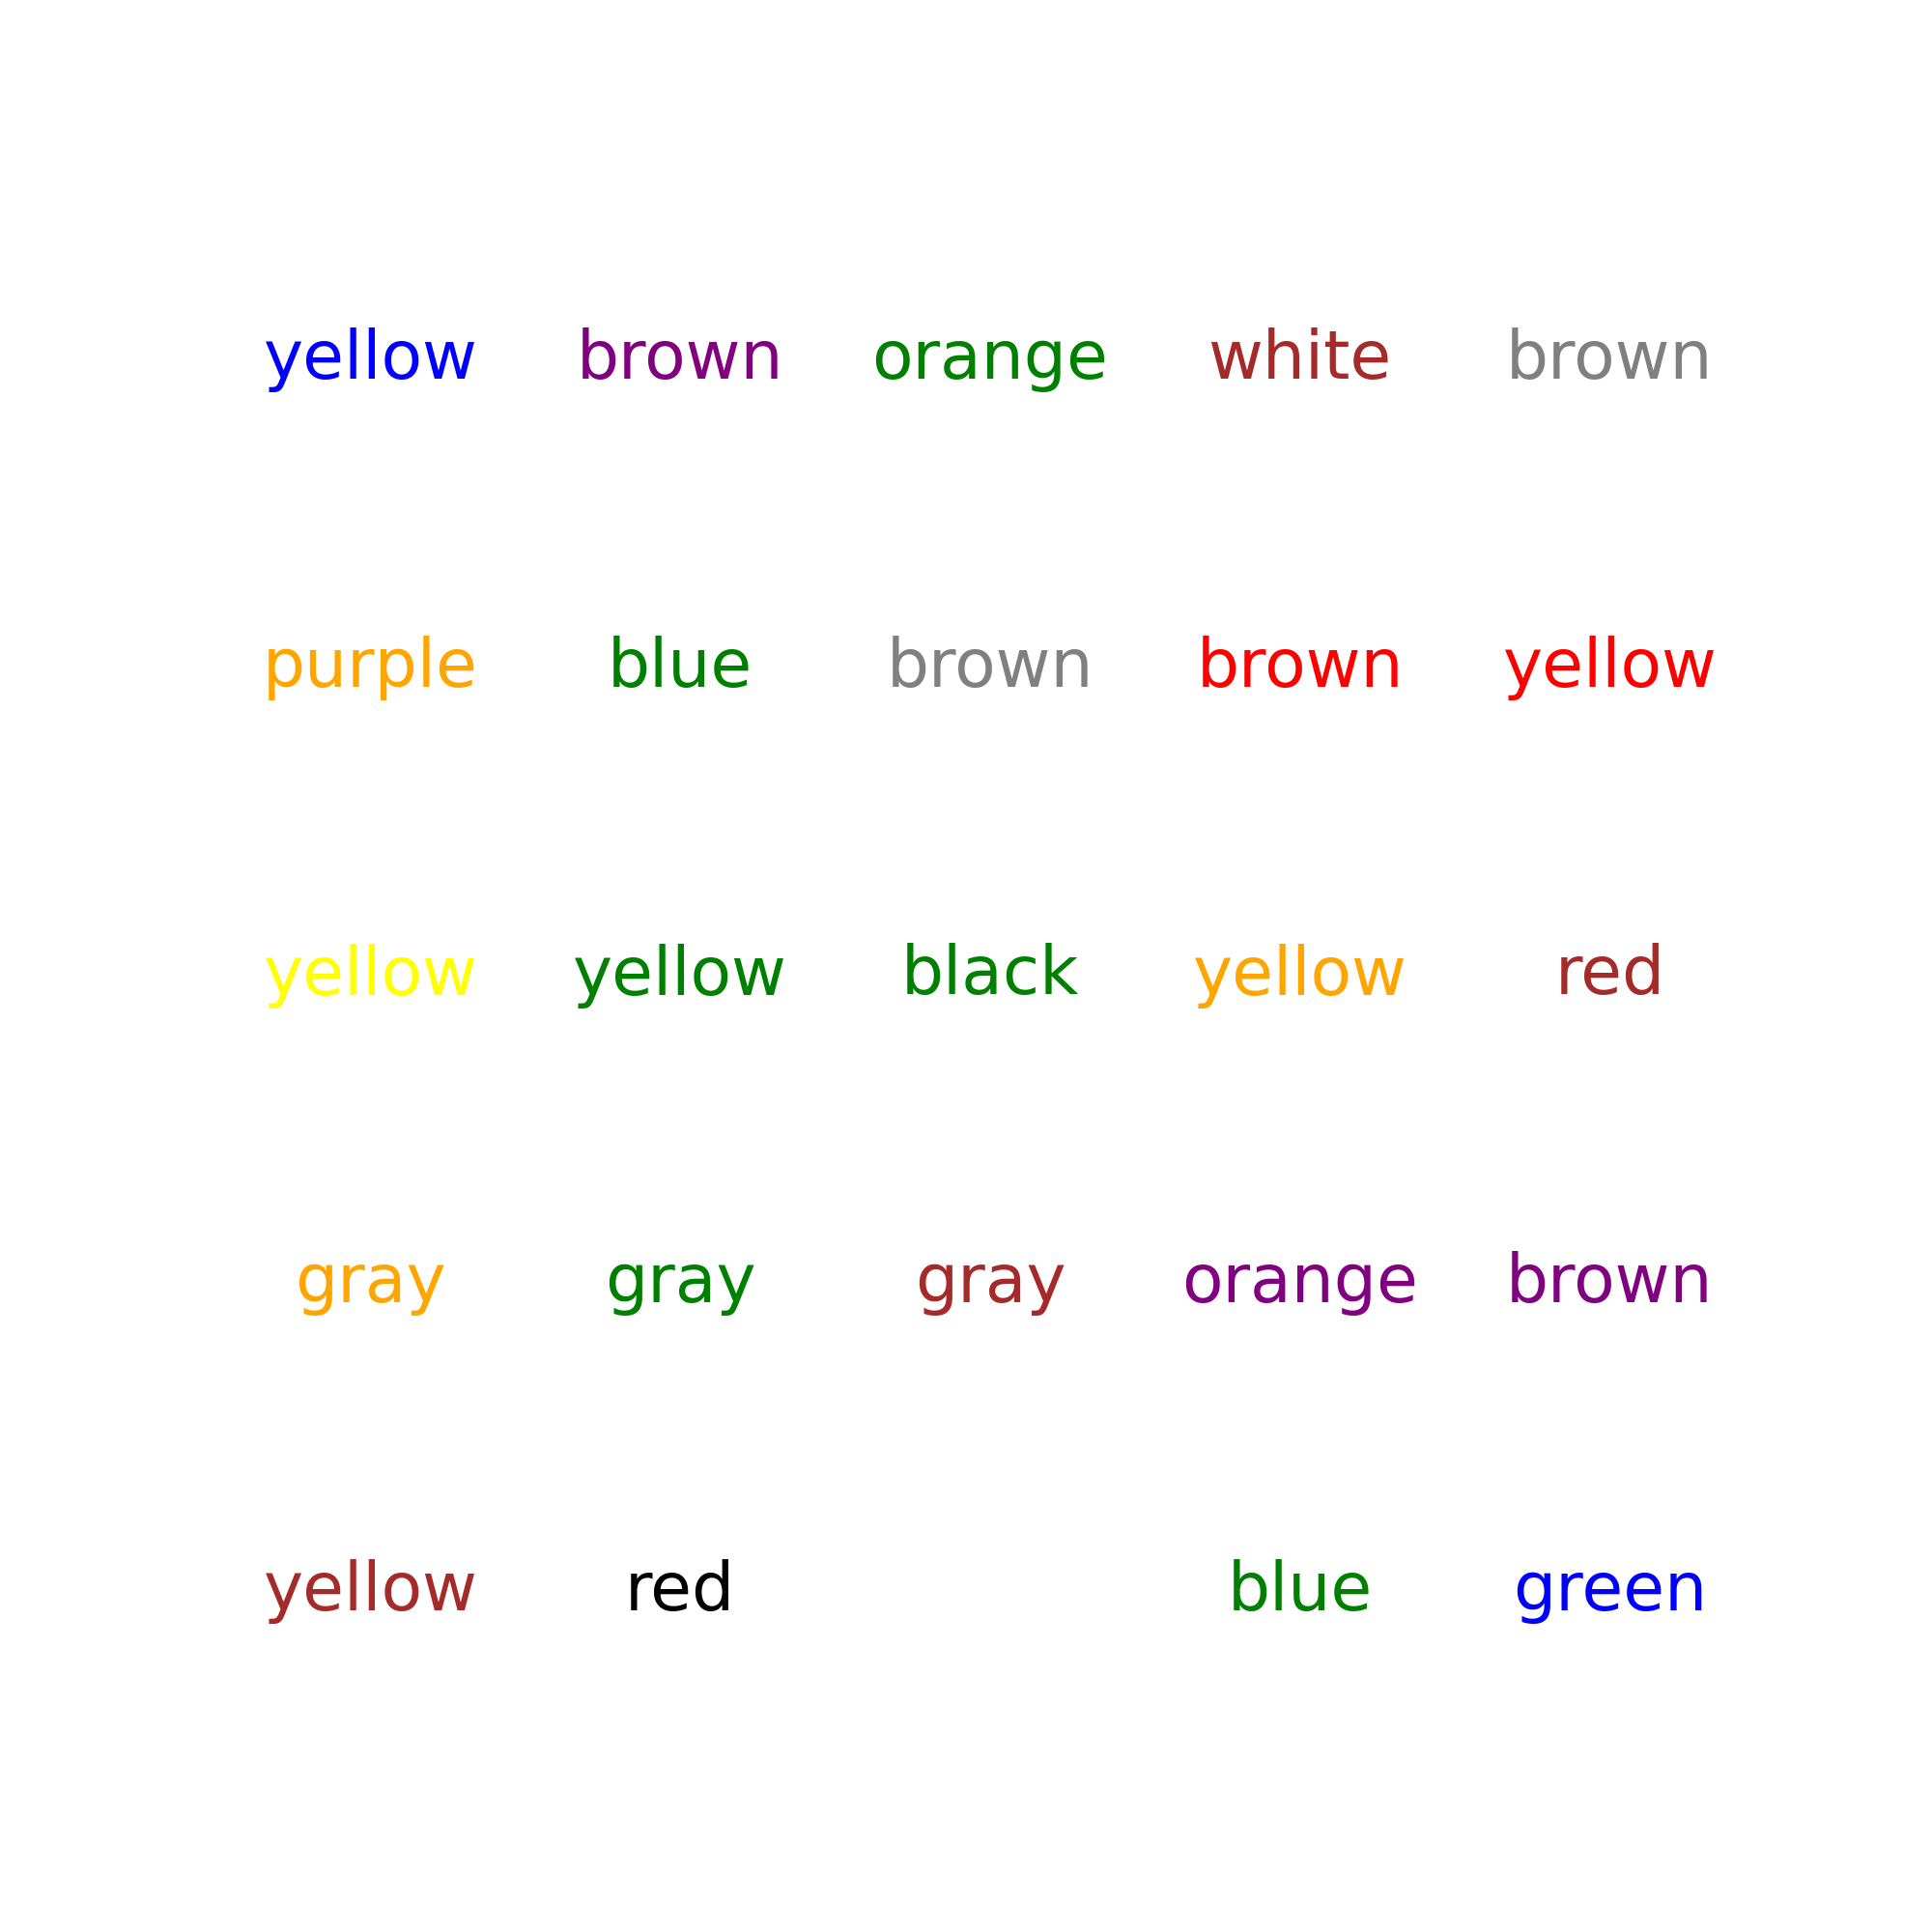 yellow brown orange white brown
purple blue brown brown yellow
yellow yellow black yellow red
gray gray gray orange brown
yellow red blue green